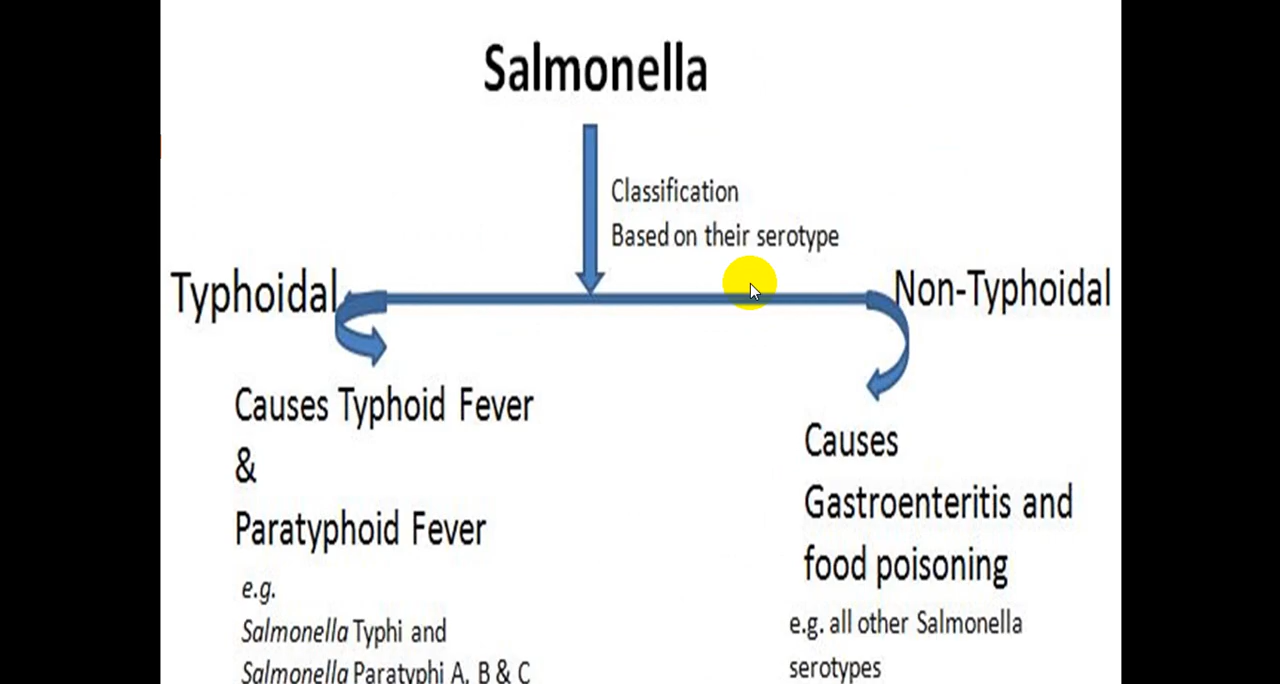 Salmonella
Classification
Based on their serotype
Typhoidal
Non-Typhoidal
Causes Typhoid Fever
&
Paratyphoid Fever
e.g.
Salmonella Typhi and
Salmonella Paratyphi A, B & C
Causes
Gastroenteritis and
food poisoning
e.g. all other Salmonella
serotypes